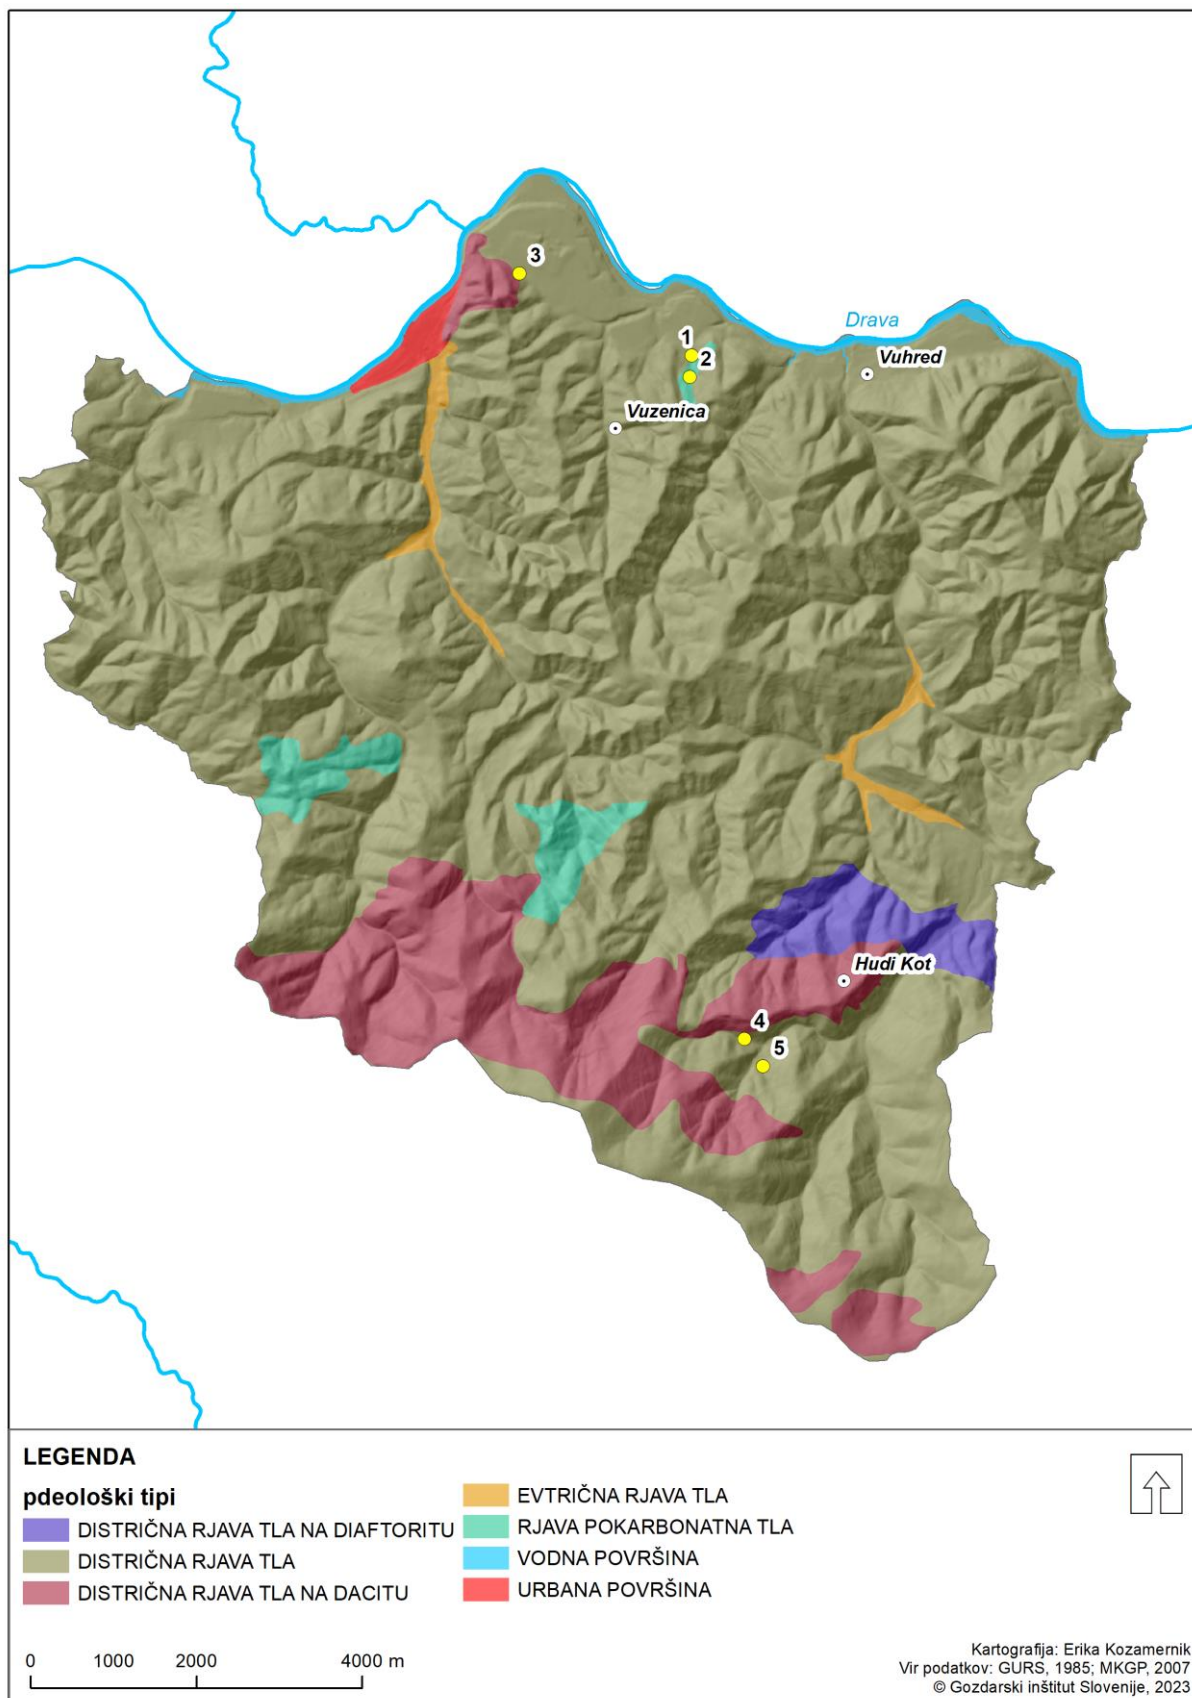 3
1
2
Drava
Vuhred
Vuzenica
Hudi Kot
4
5
LEGENDA
pdeološki tipi
DISTRIČNA RJAVA TLA NA DIAFTORITU
DISTRIČNA RJAVA TLA
DISTRIČNA RJAVA TLA NA DACITU
EVTRIČNA RJAVA TLA
RJAVA POKARBONATNA TLA
VODNA POVRŠINA
URBANA POVRŠINA
0 1000 2000 4000 m
Kartografija: Erika Kozamernik
Vir podatkov: GURS, 1985; MKGP, 2007
© Gozdarski inštitut Slovenije, 2023